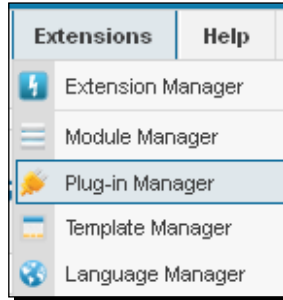 Extensions Help
Extension Manager
Module Manager
Plug-in Manager
Template Manager
Language Manager